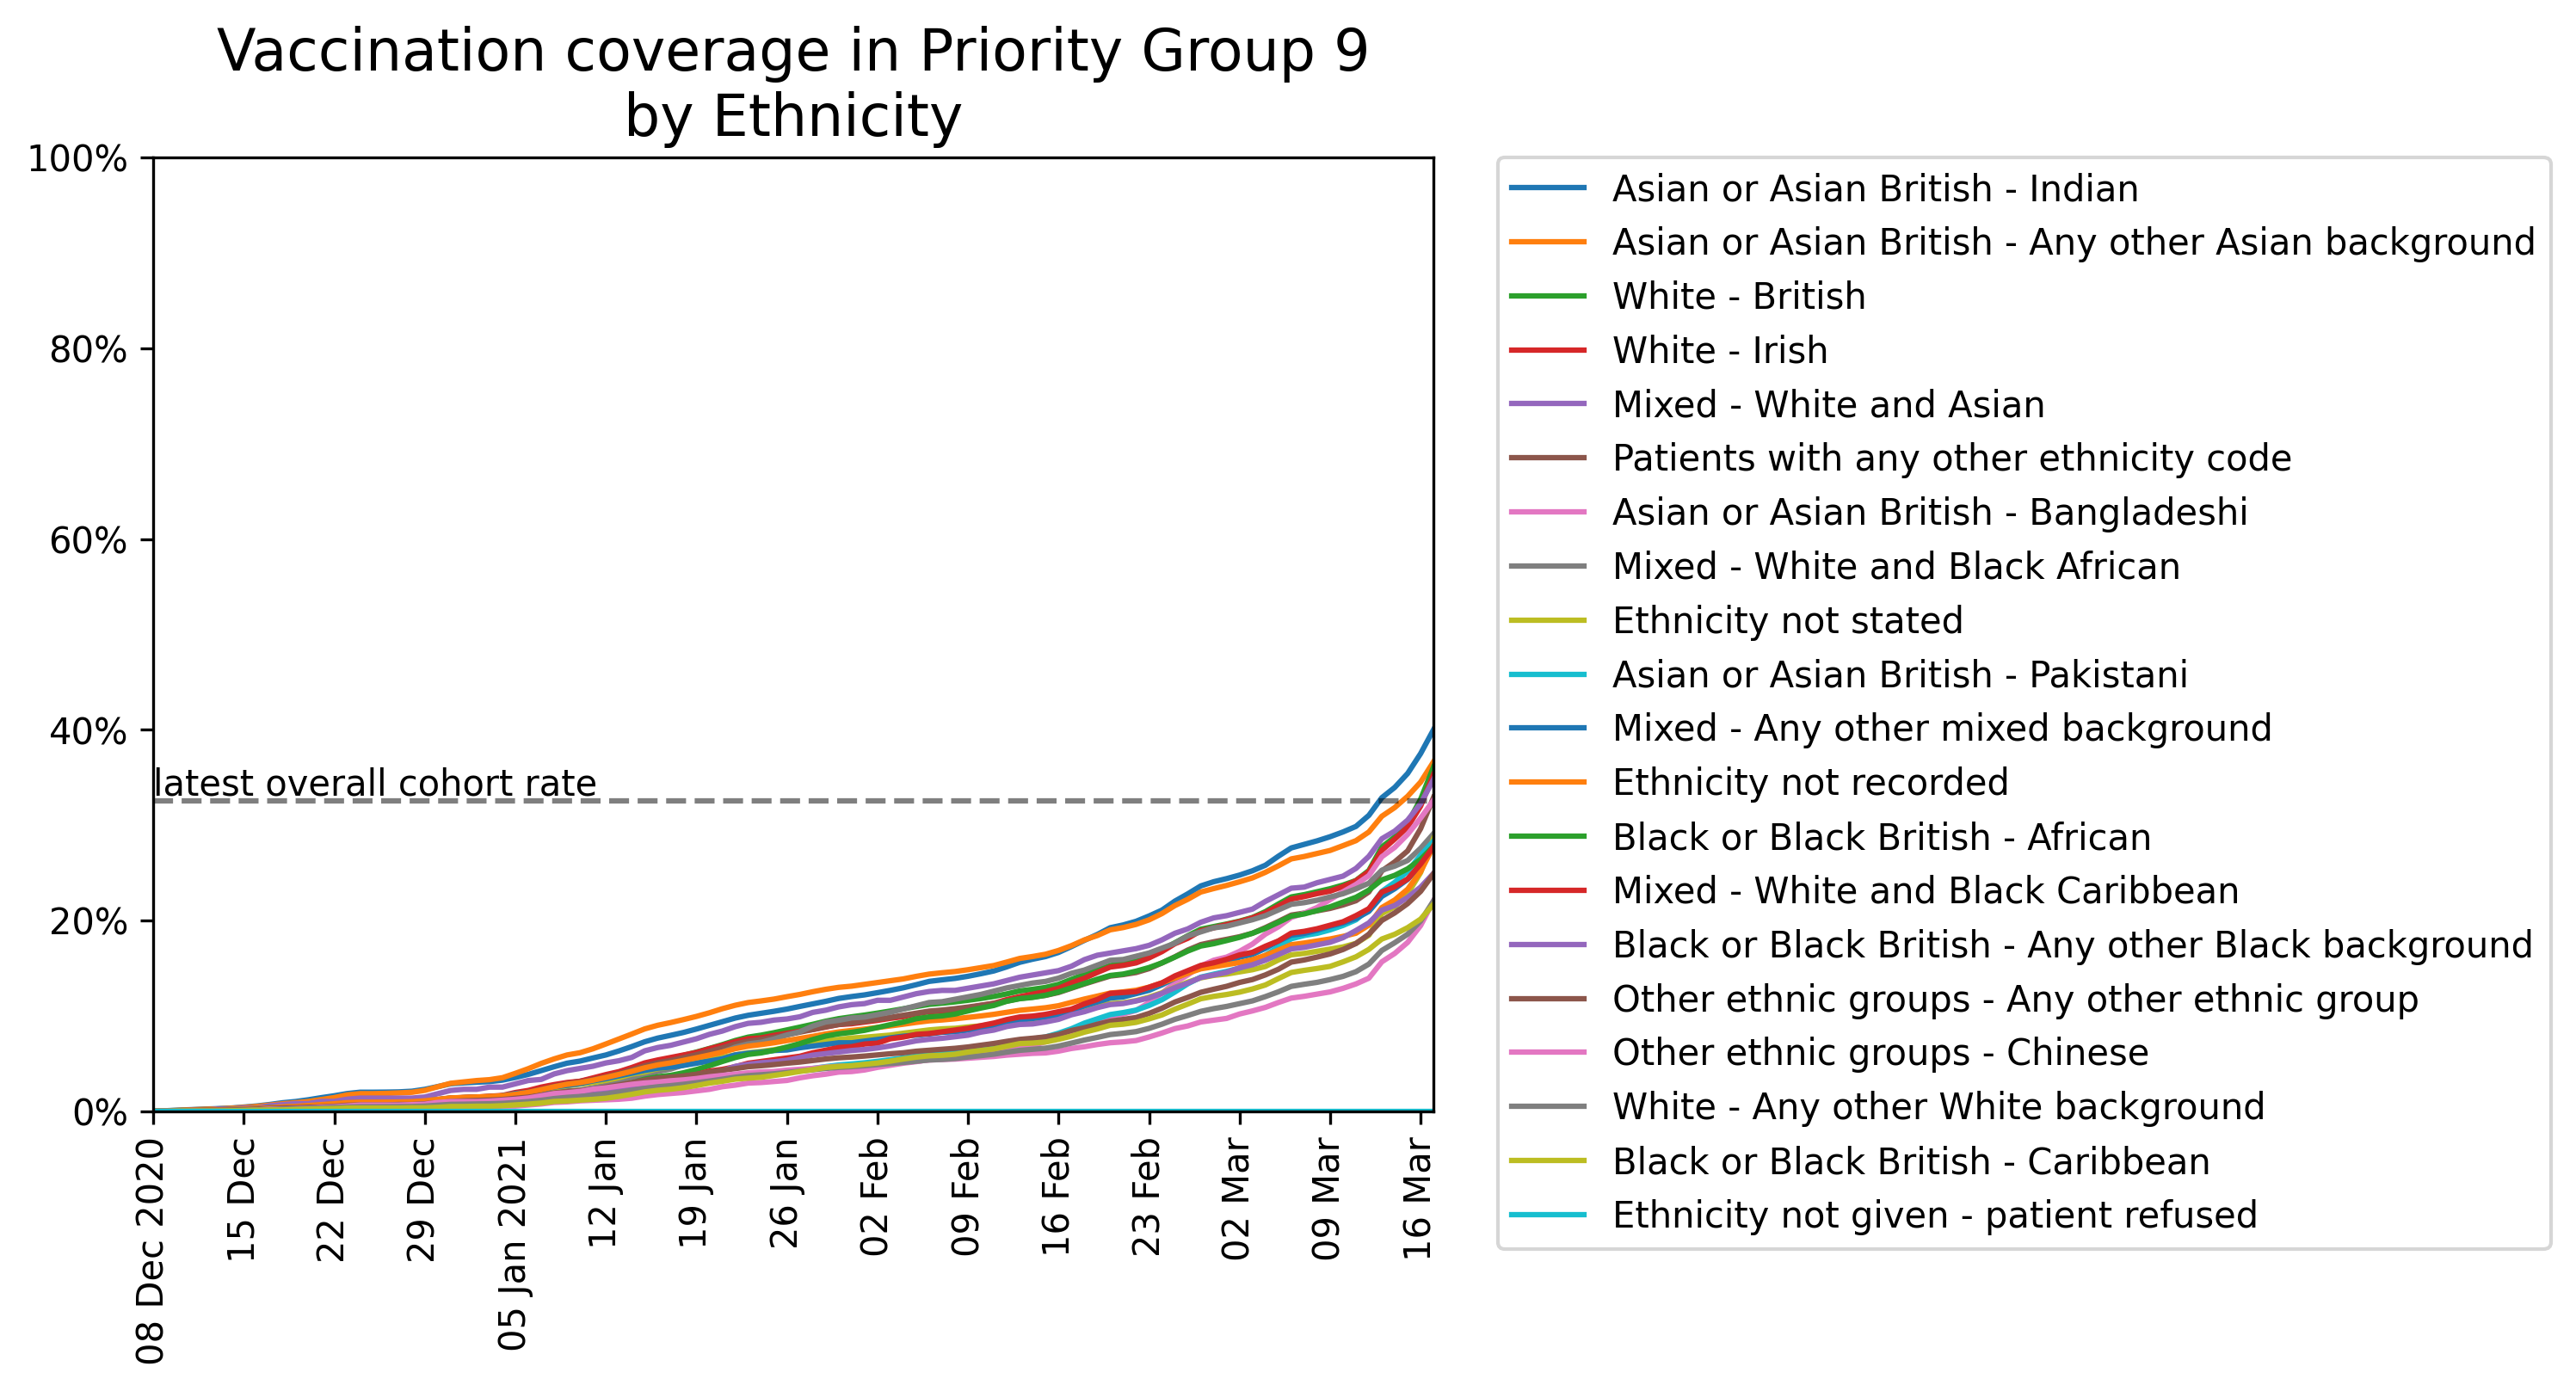 Vaccination coverage in Priority Group 9
by Ethnicity
100%
80%
60%
40%
20%
0%
latest overall cohort rate
08 Dec 2020
15 Dec
22 Dec
29 Dec
05 Jan 2021
12 Jan
19 Jan
26 Jan
02 Feb
09 Feb
16 Feb
23 Feb
02 Mar
09 Mar
16 Mar
Asian or Asian British - Indian
Asian or Asian British - Any other Asian background
White - British
White - Irish
Mixed - White and Asian
Patients with any other ethnicity code
Asian or Asian British - Bangladeshi
Mixed - White and Black African
Ethnicity not stated
Asian or Asian British - Pakistani
Mixed - Any other mixed background
Ethnicity not recorded
Black or Black British - African
Mixed - White and Black Caribbean
Black or Black British - Any other Black background
Other ethnic groups - Any other ethnic group
Other ethnic groups - Chinese
White - Any other White background
Black or Black British - Caribbean
Ethnicity not given - patient refused